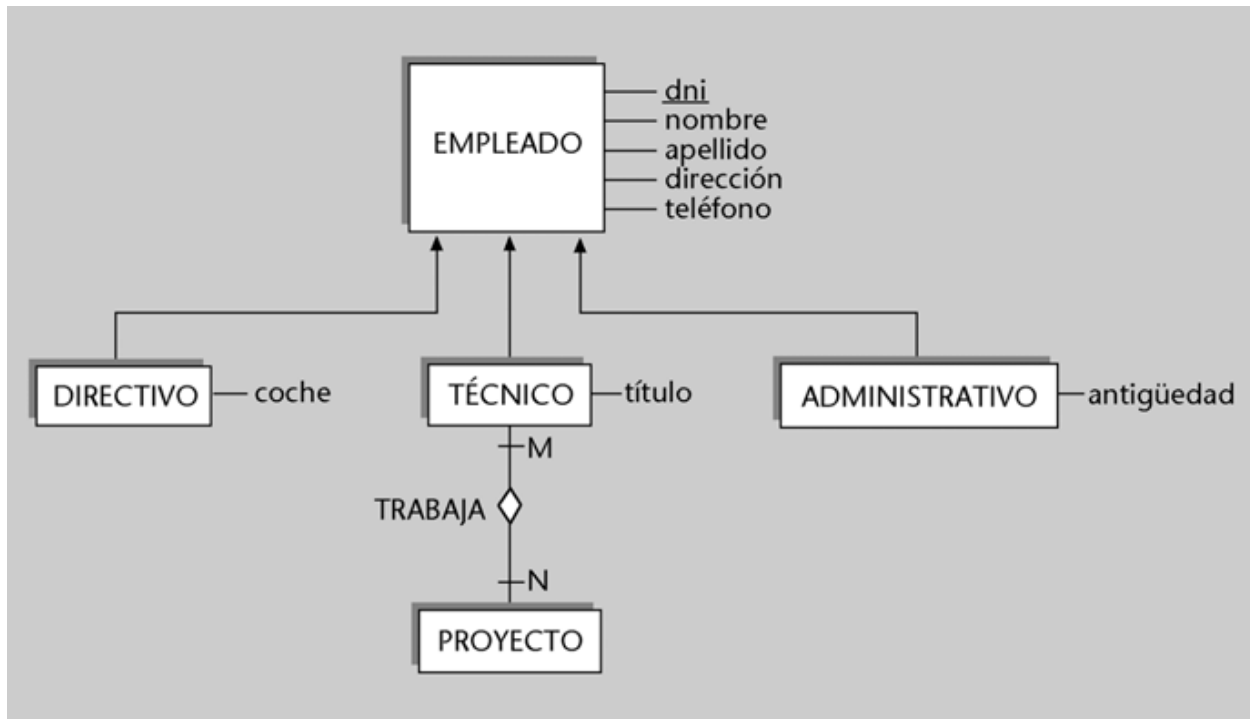 EMPLEADO
dni
nombre
apellido
dirección
teléfono
DIRECTIVO
coche
TÉCNICO
título
ADMINISTRATIVO
antigüedad
M
TRABAJA
N
PROYECTO